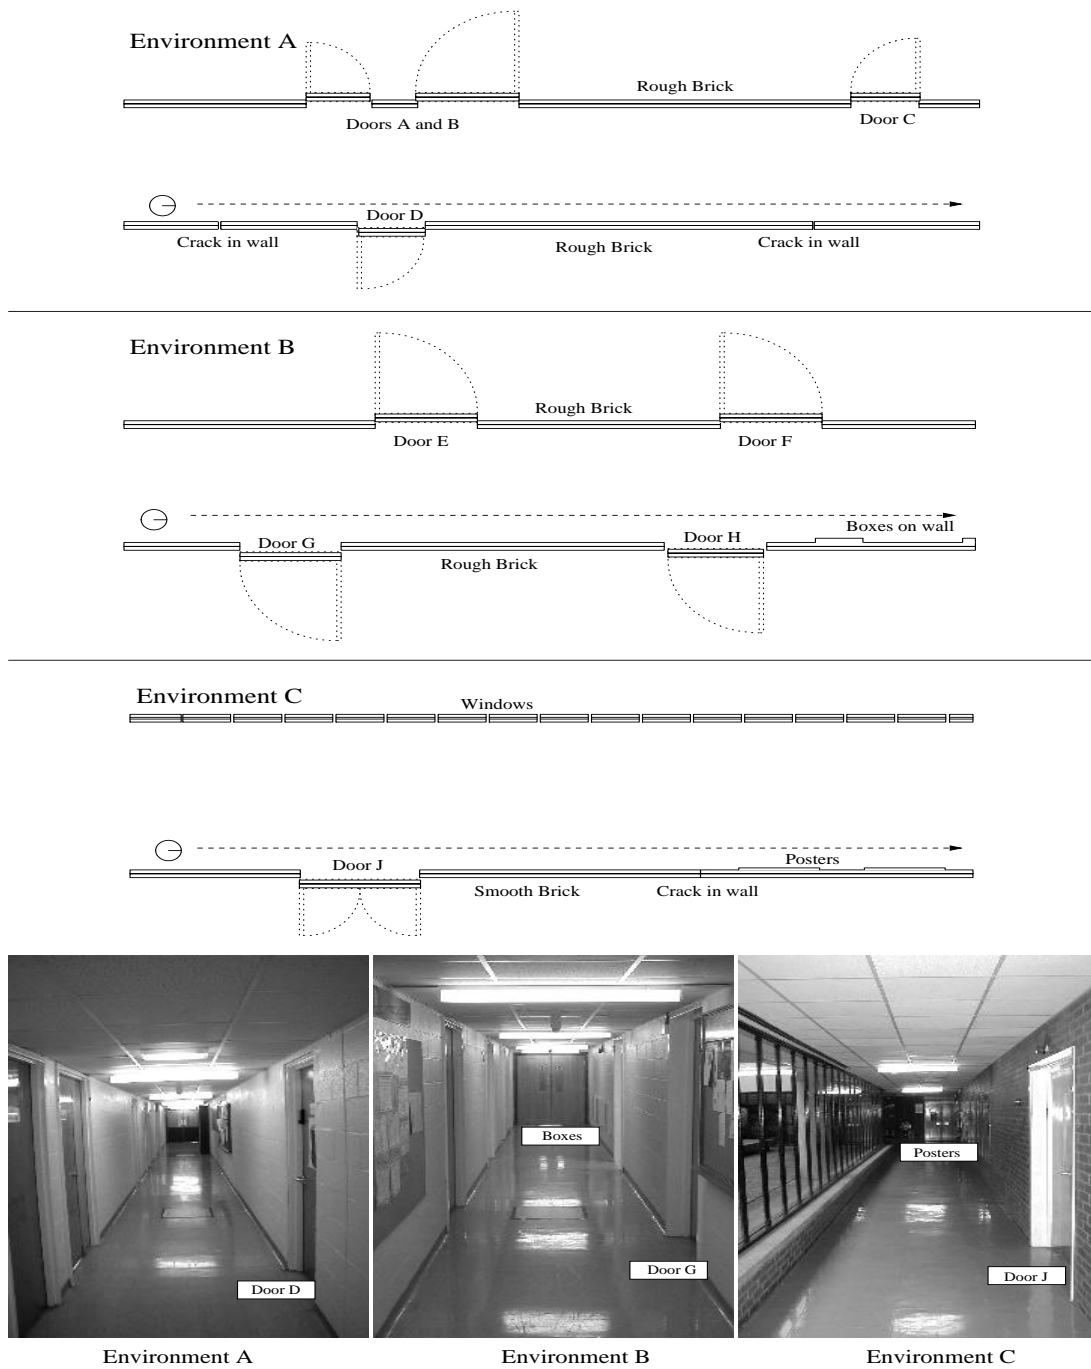 Environment A
Rough Brick
Doors A and B
Door C
Door D
Crack in wall
Rough Brick
Crack in wall
Environment B
Rough Brick
Door E
Door F
Boxes on wall
Door G
Door H
Rough Brick
Environment C
Windows
Door J
Posters
Smooth Brick
Crack in wall
Boxes
Posters
Door D
Door G
Door J
Environment A
Environment B
Environment C